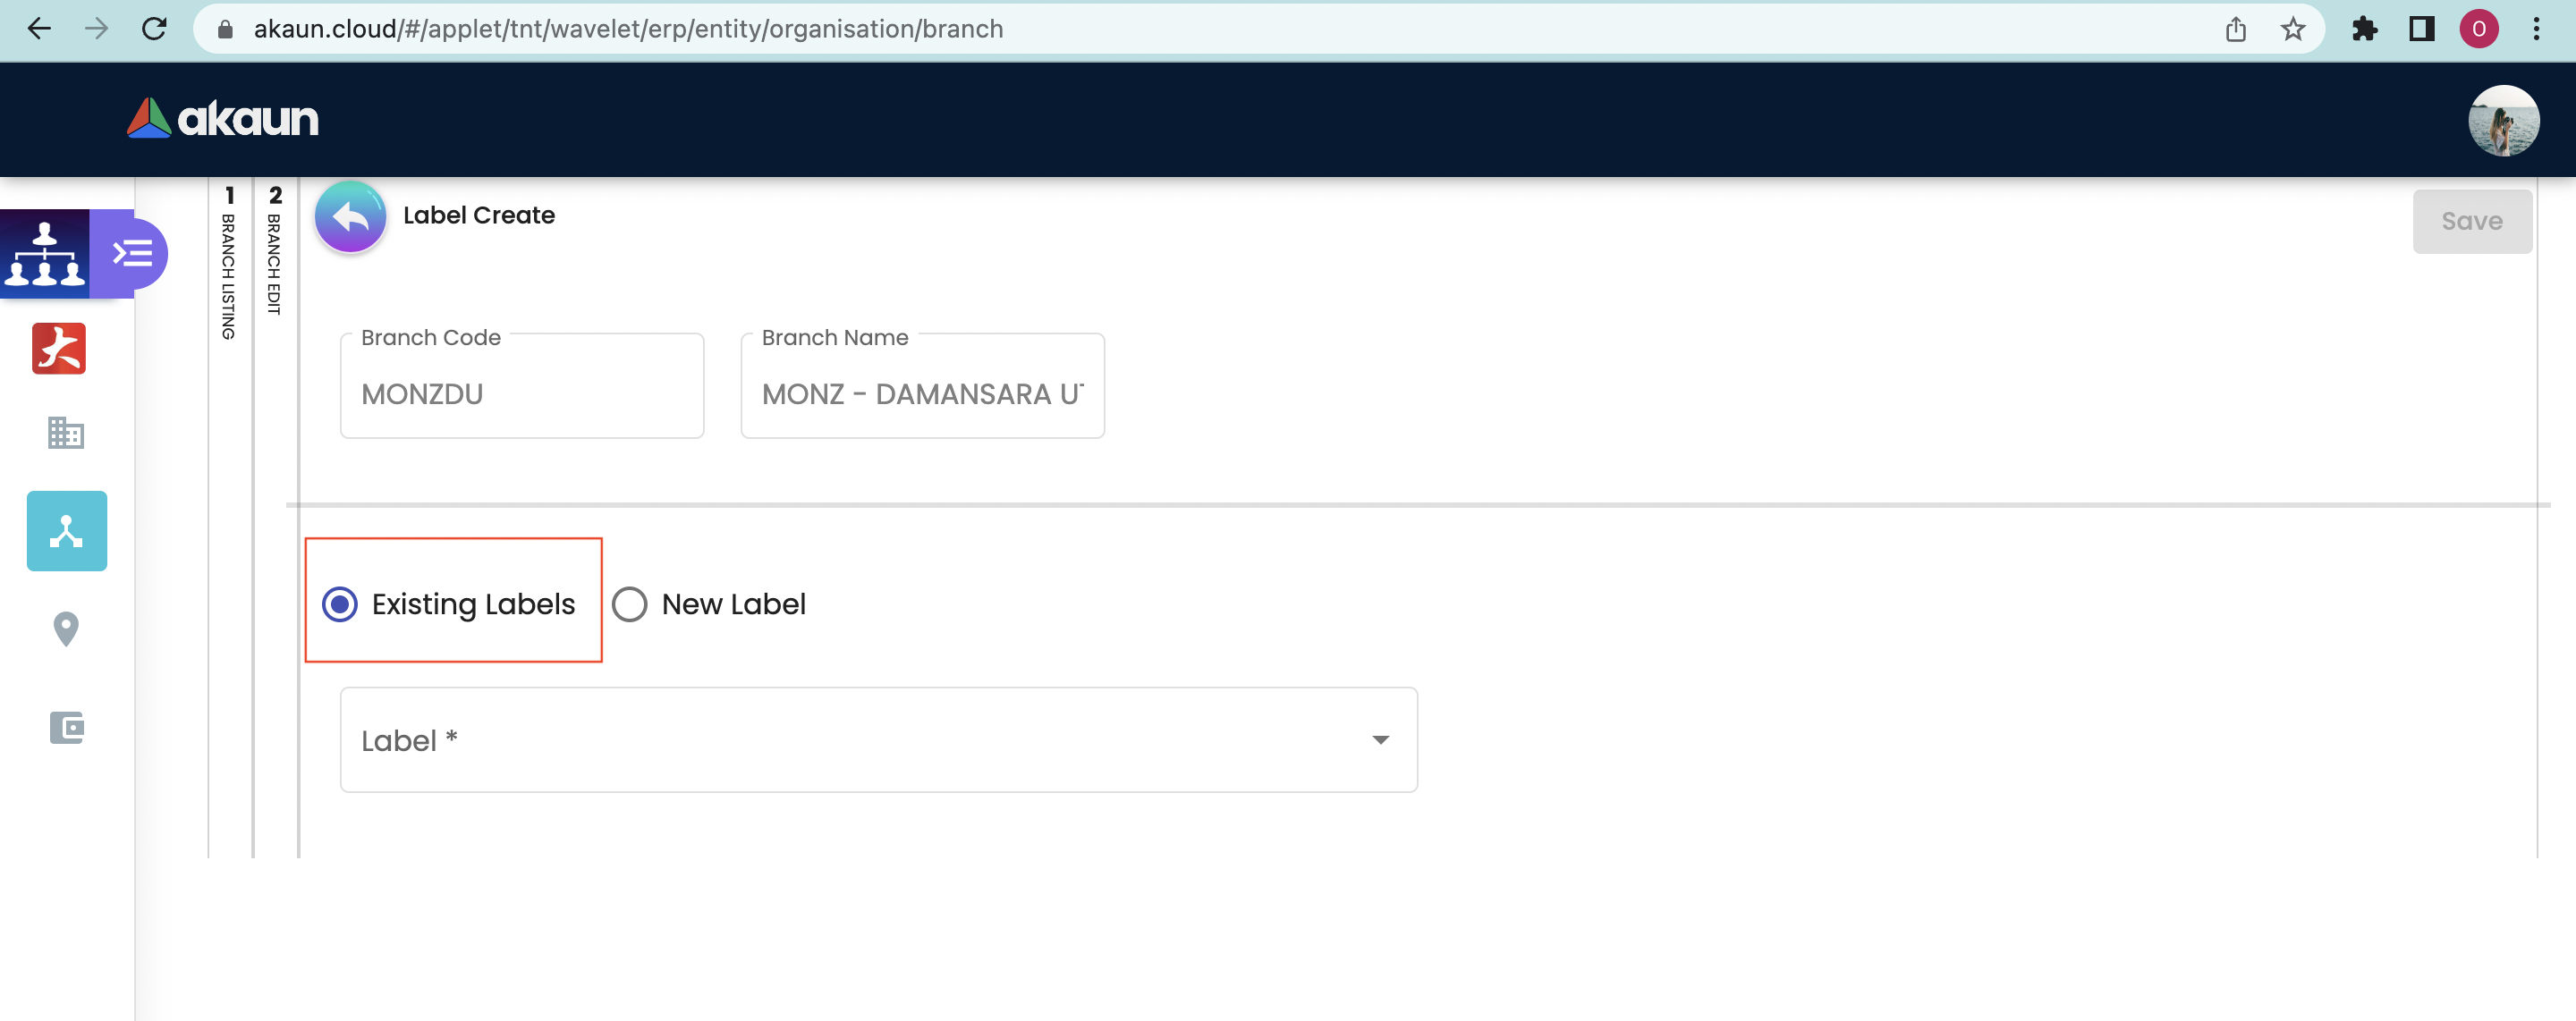 akaun.cloud/#/applet/tnt/wavelet/erp/entity/organisation/branch
O
akaun
1
BRANCH LISTING
2
BRANCH EDIT
Label Create
Save
Branch Code
MONZDU
Branch Name
MONZ - DAMANSARA U
Existing Labels
New Label
Label *